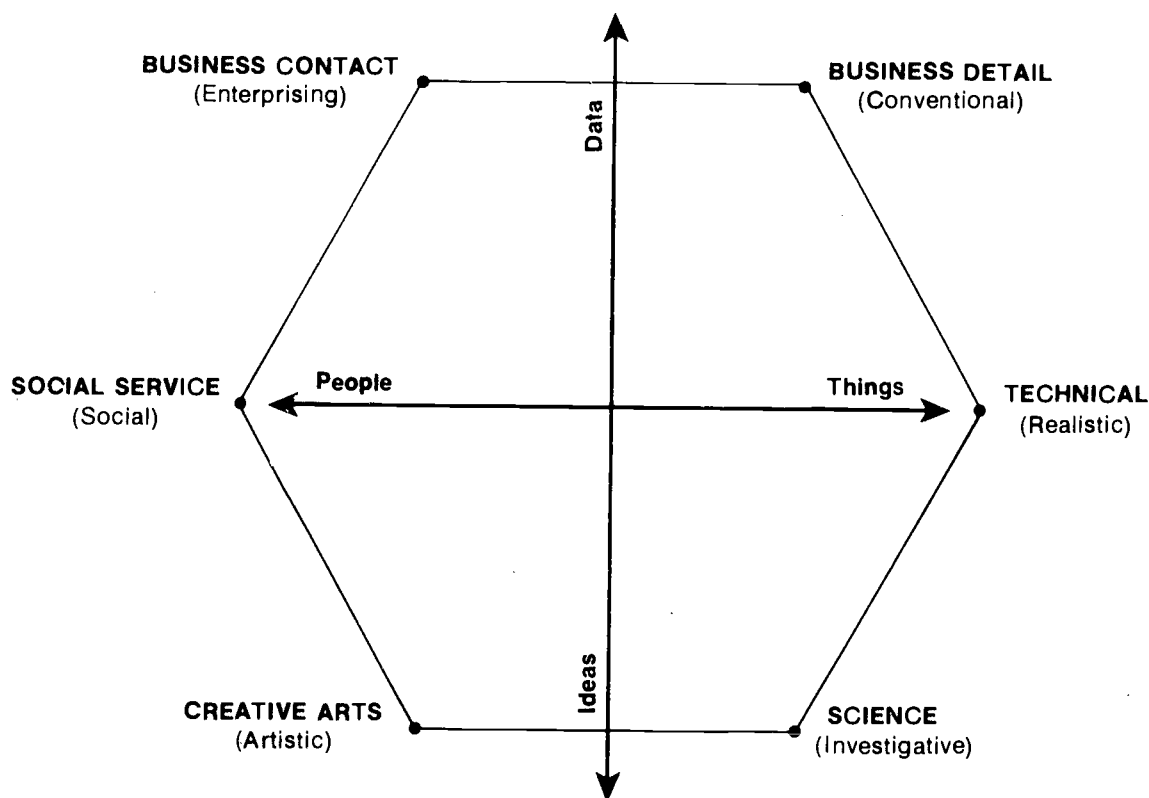 BUSINESS CONTACT
(Enterprising)
BUSINESS DETAIL
(Conventional)
Data
SOCIAL SERVICE
(Social)
People
Things
TECHNICAL
(Realistic)
Ideas
CREATIVE ARTS
(Artistic)
SCIENCE
(Investigative)